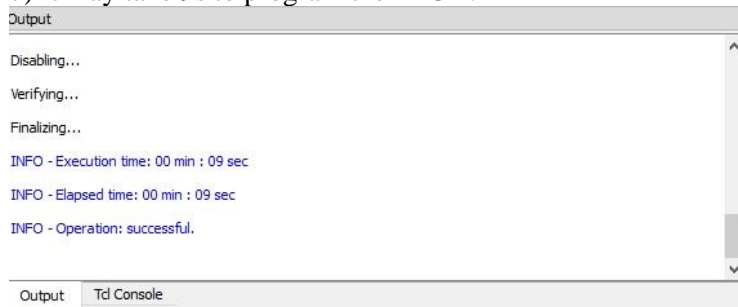 Output
Disabling...
Verifying...
Finalizing...
INFO - Execution time: 00 min : 09 sec
INFO - Elapsed time: 00 min : 09 sec
INFO - Operation: successful.
Output Tcl Console